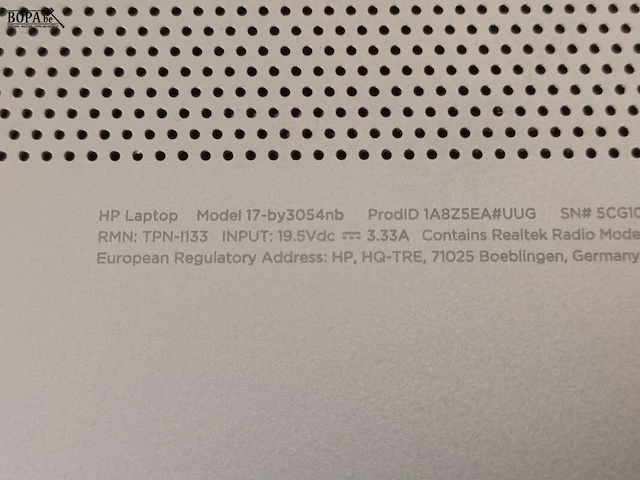 BOPA.be
HP Laptop Model 17-by3054nb ProdID 1A8Z5EA#UUG SN# 5CG10
RMN: TPN-I133 INPUT: 19.5Vdc ⎓ 3.33A Contains Realtek Radio Mode
European Regulatory Address: HP, HQ-TRE, 71025 Boeblingen, Germany